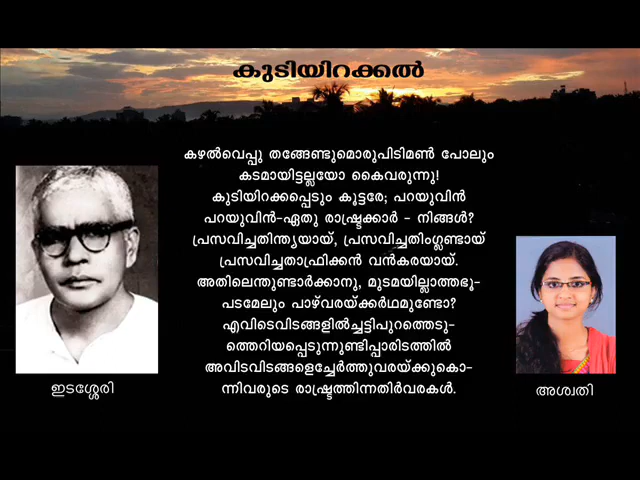 കുടിയിറക്കൽ
കഴൽവെപ്പു തങ്ങേണ്ടുമൊരുപിടിമൺ പോലും
കടമായിട്ടല്ലയോ കൈവരുന്നു!
കുടിയിറക്കപ്പെടും കൂട്ടരേ; പറയുവിൻ
പറയുവിൻ-ഏതു രാഷ്ട്രക്കാർ - നിങ്ങൾ?
പ്രസവിച്ചതിന്ത്യയായ്, പ്രസവിച്ചതിംഗ്ലണ്ടായ്
പ്രസവിച്ചതാഫ്രിക്കൻ വൻകരയായ്.
അതിലെന്തുണ്ടാർക്കാനു, മുടമയില്ലാത്തഭൂ-
പടമേലും പാഴ്‌വരയ്ക്കർഥമുണ്ടോ?
എവിടെവിടങ്ങളിൽച്ചട്ടിപുറത്തെടു-
ത്തെറിയപ്പെടുന്നുണ്ടിപ്പാരിടത്തിൽ
അവിടവിടങ്ങളെച്ചേർത്തുവരയ്ക്കുകൊ-
ന്നിവരുടെ രാഷ്ട്രത്തിന്നതിർവരകൾ.
ഇടശ്ശേരി
അശ്വതി